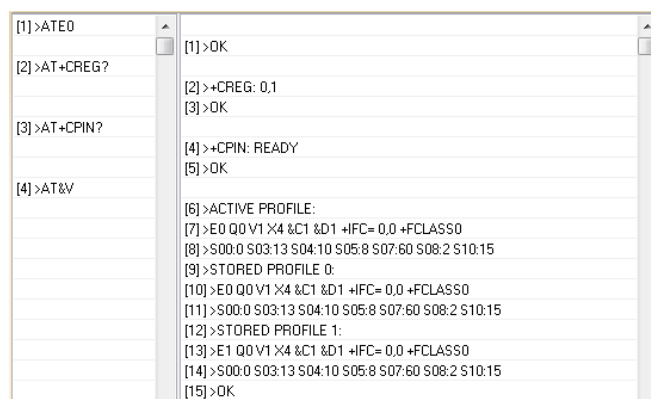 [1]>ATE0
[1]>OK
[2]>AT+CREG?
[2]>+CREG: 0,1
[3]>OK
[3]>AT+CPIN?
[4]>+CPIN: READY
[5]>OK
[4]>AT&V
[6]>ACTIVE PROFILE:
[7]>E0 Q0 V1 X4 &C1 &D1 +IFC= 0,0 +FCLASS0
[8]>S00:0 S03:13 S04:10 S05:8 S07:60 S08:2 S10:15
[9]>STORED PROFILE 0:
[10]>E0 Q0 V1 X4 &C1 &D1 +IFC= 0,0 +FCLASS0
[11]>S00:0 S03:13 S04:10 S05:8 S07:60 S08:2 S10:15
[12]>STORED PROFILE 1:
[13]>E1 Q0 V1 X4 &C1 &D1 +IFC= 0,0 +FCLASS0
[14]>S00:0 S03:13 S04:10 S05:8 S07:60 S08:2 S10:15
[15]>OK